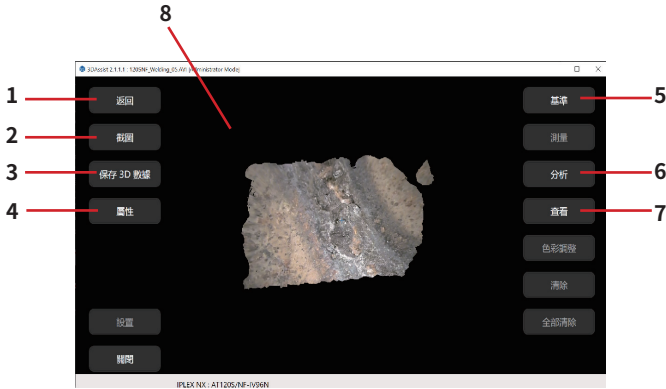 8
3DAssist 2.1.1.1 : 120SNF_Welding_05.AVI [Administrator Mode]
1
返回
基準
5
2
截圖
測量
3
保存 3D 數據
分析
6
4
屬性
查看
7
色彩調整
清除
設置
全部清除
關閉
IPLEX NX : AT120S/NF-IV96N